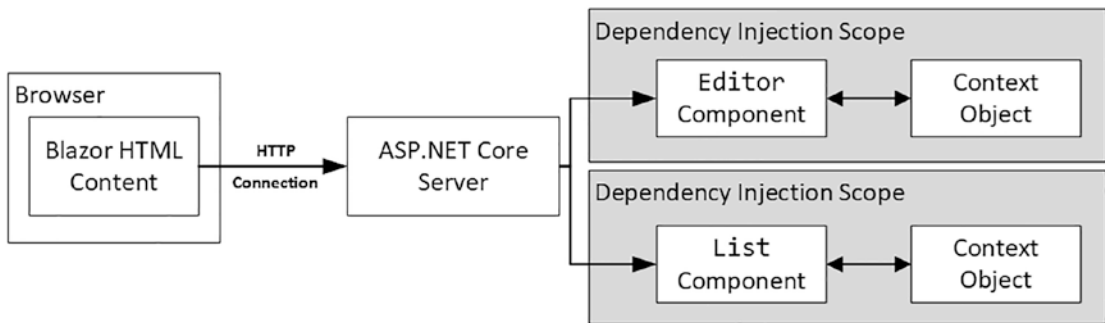 Browser
Blazor HTML
Content
HTTP
Connection
ASP.NET Core
Server
Dependency Injection Scope
Editor
Component
Context
Object
Dependency Injection Scope
List
Component
Context
Object